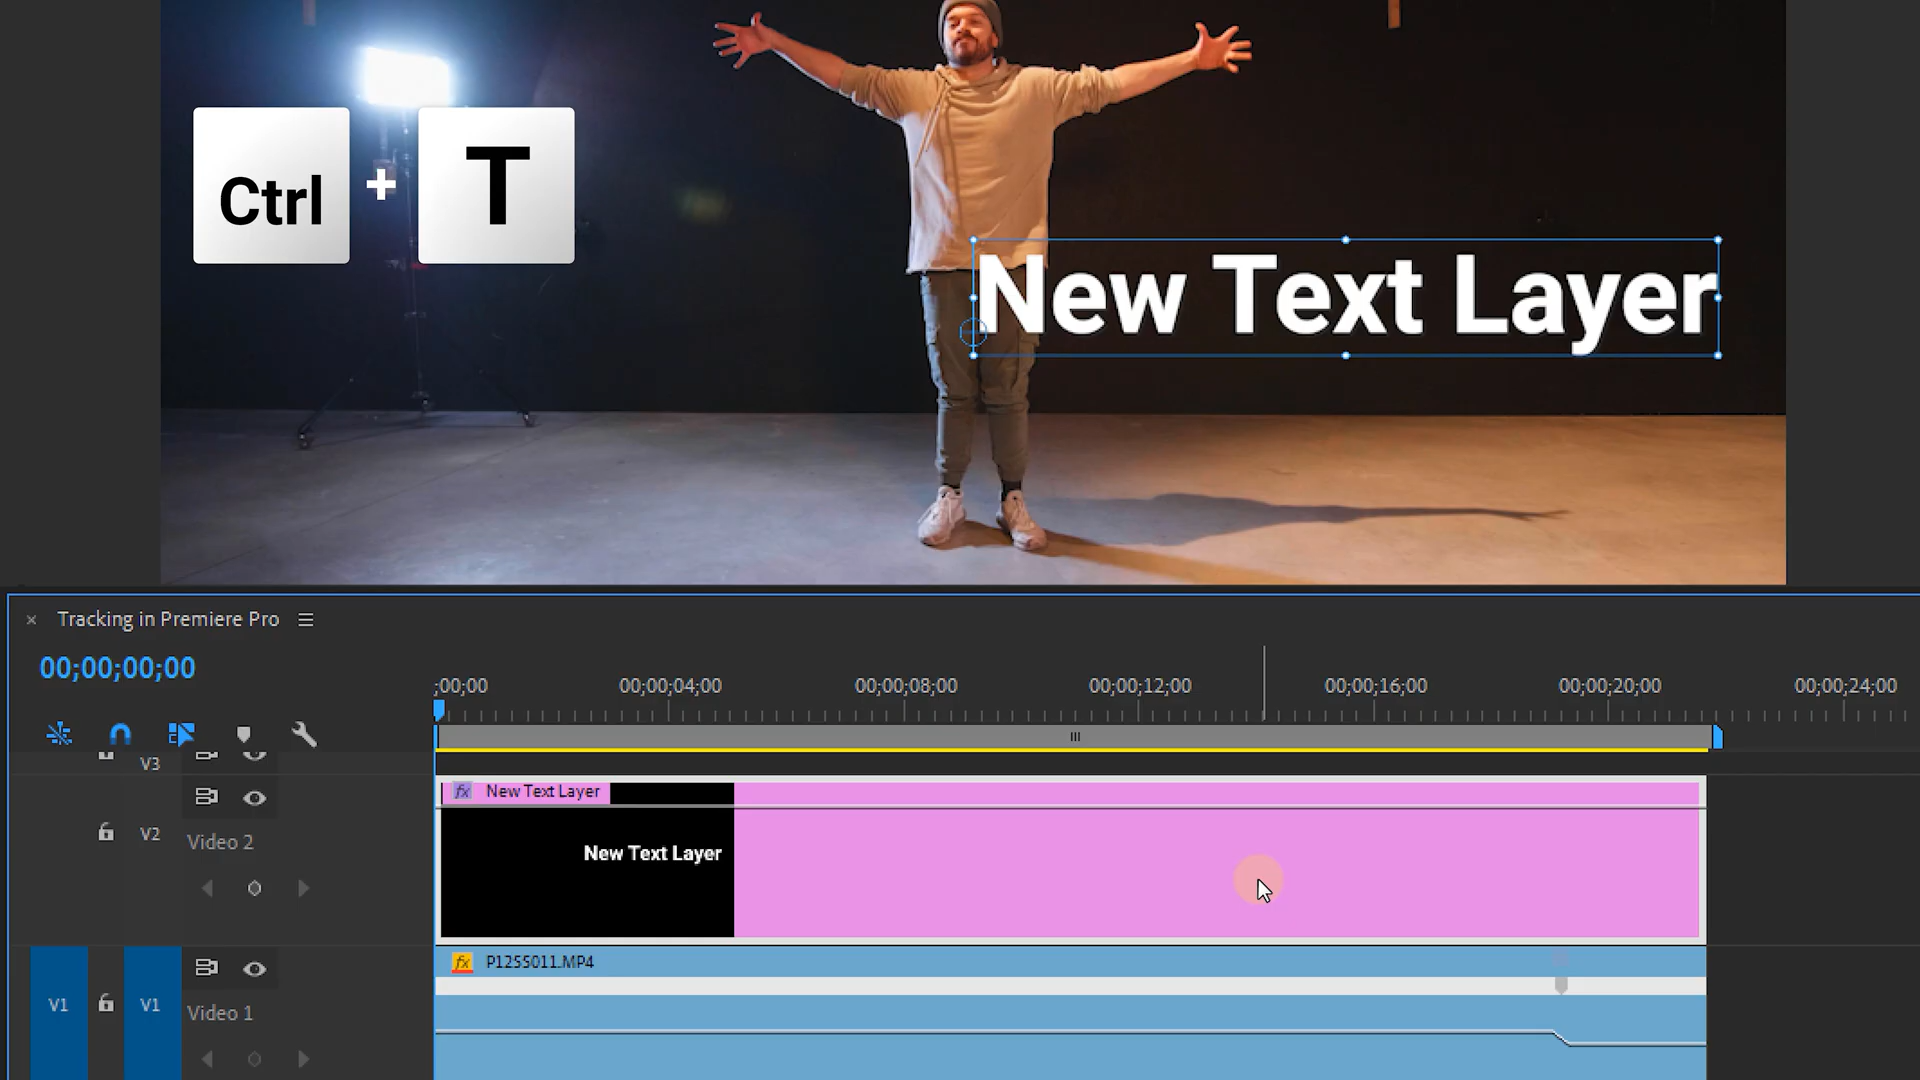 Ctrl + T
New Text Layer
× Tracking in Premiere Pro
00;00;00;00
;00;00 00;00;04;00 00;00;08;00 00;00;12;00 00;00;16;00 00;00;20;00 00;00;24;00
V3
fx New Text Layer
V2 Video 2
New Text Layer
fx P1255011.MP4
V1 V1 Video 1